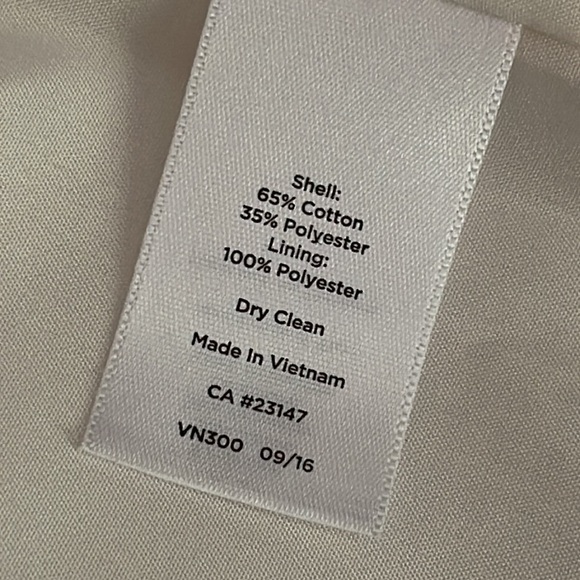 Shell:
65% Cotton
35% Polyester
Lining:
100% Polyester
Dry Clean
Made In Vietnam
CA #23147
VN300 09/16